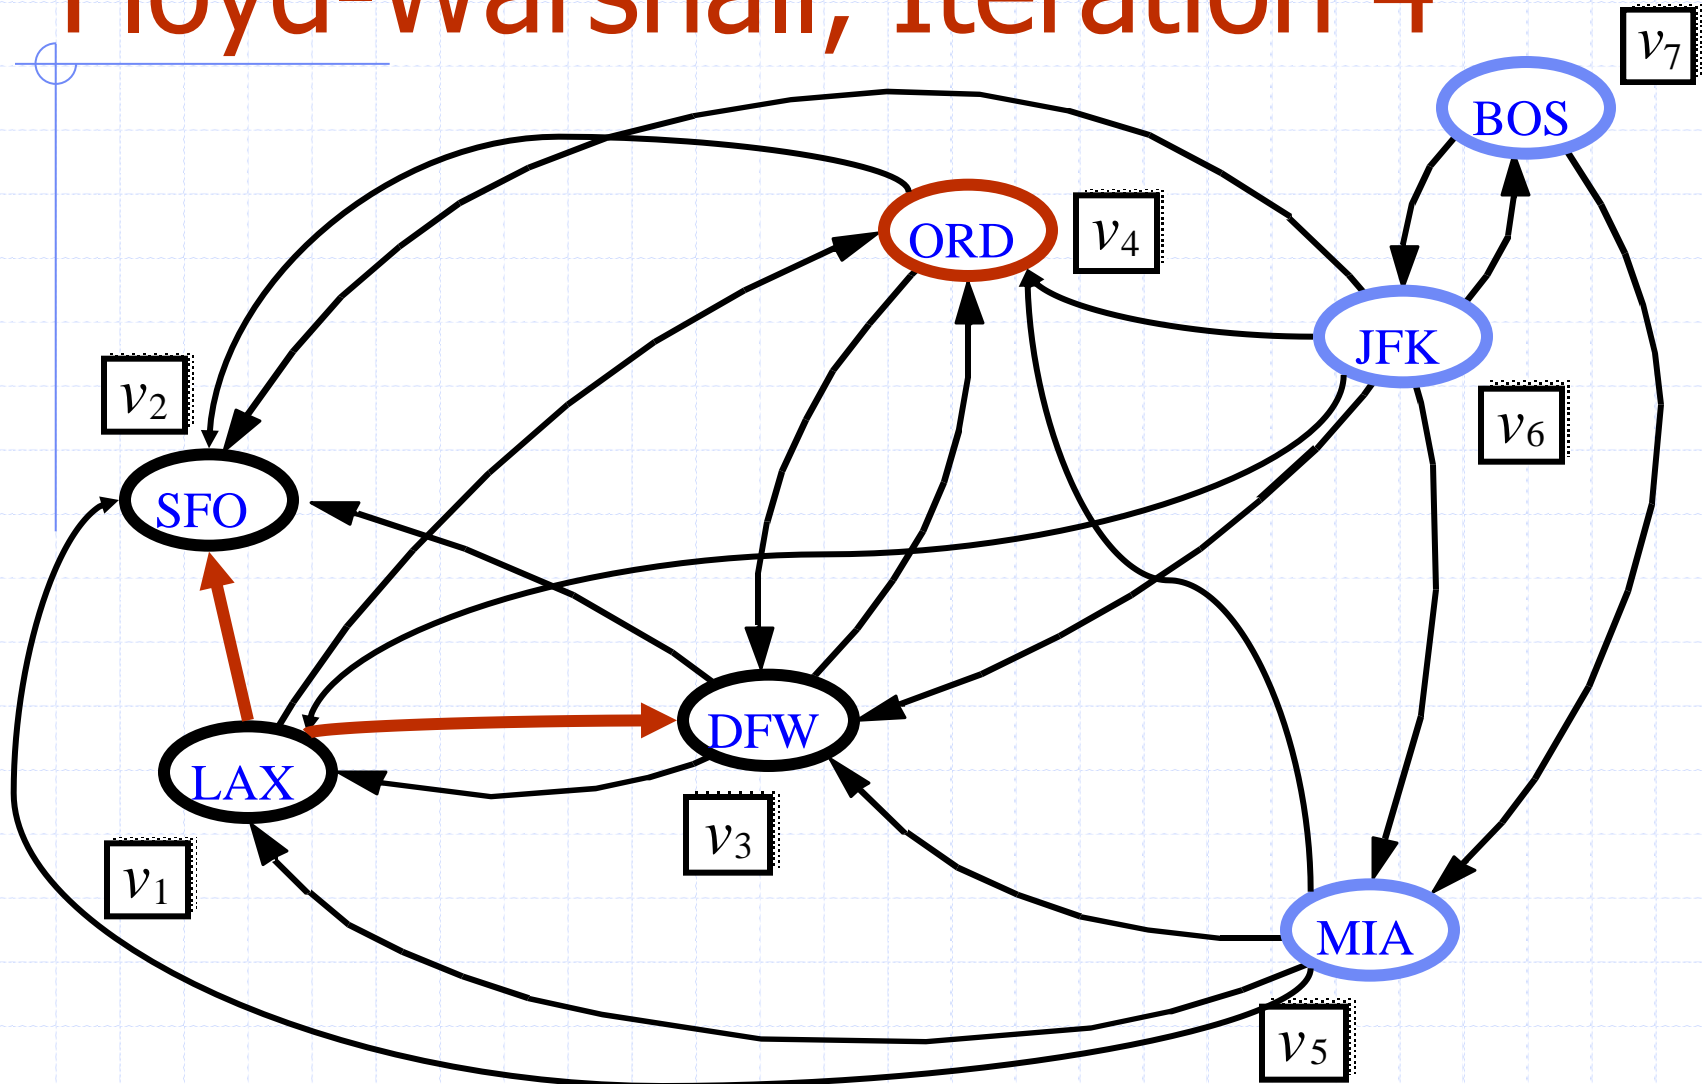 Floyd-Warshall, Iteration 4
v7
BOS
ORD
v4
JFK
v2
v6
SFO
DFW
LAX
v3
v1
MIA
v5